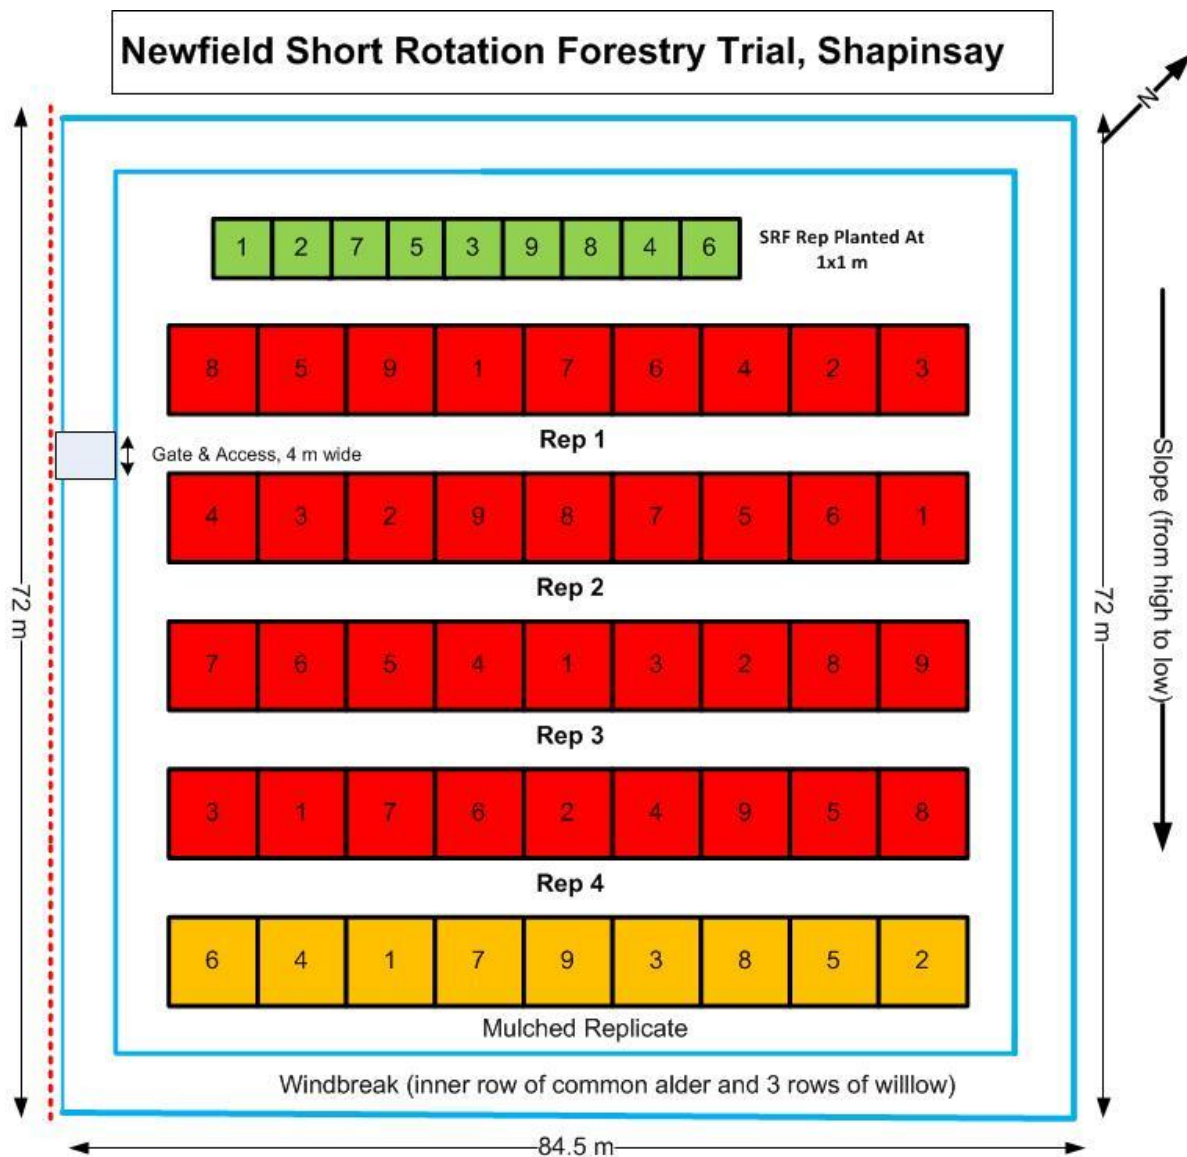 Newfield Short Rotation Forestry Trial, Shapinsay
N
1 2 7 5 3 9 8 4 6
SRF Rep Planted At
1x1 m
8 5 9 1 7 6 4 2 3
Rep 1
Gate & Access, 4 m wide
4 3 2 9 8 7 5 6 1
Rep 2
72 m
72 m
Slope (from high to low)
7 6 5 4 1 3 2 8 9
Rep 3
3 1 7 6 2 4 9 5 8
Rep 4
6 4 1 7 9 3 8 5 2
Mulched Replicate
Windbreak (inner row of common alder and 3 rows of willlow)
84.5 m